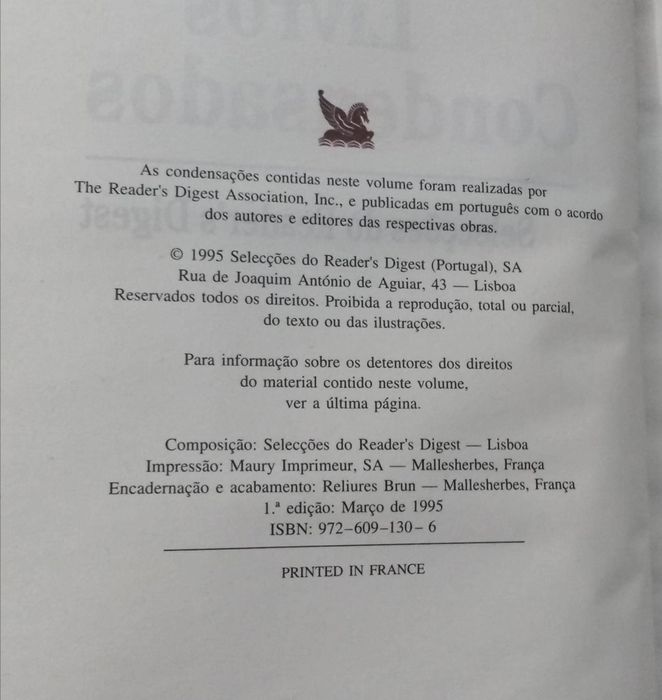 As condensações contidas neste volume foram realizadas por
The Reader's Digest Association, Inc., e publicadas em português com o acordo
dos autores e editores das respectivas obras.
© 1995 Selecções do Reader's Digest (Portugal), SA
Rua de Joaquim António de Aguiar, 43 — Lisboa
Reservados todos os direitos. Proibida a reprodução, total ou parcial,
do texto ou das ilustrações.
Para informação sobre os detentores dos direitos
do material contido neste volume,
ver a última página.
Composição: Selecções do Reader's Digest — Lisboa
Impressão: Maury Imprimeur, SA — Mallesherbes, França
Encadernação e acabamento: Reliures Brun — Mallesherbes, França
1.ª edição: Março de 1995
ISBN: 972–609–130– 6
PRINTED IN FRANCE